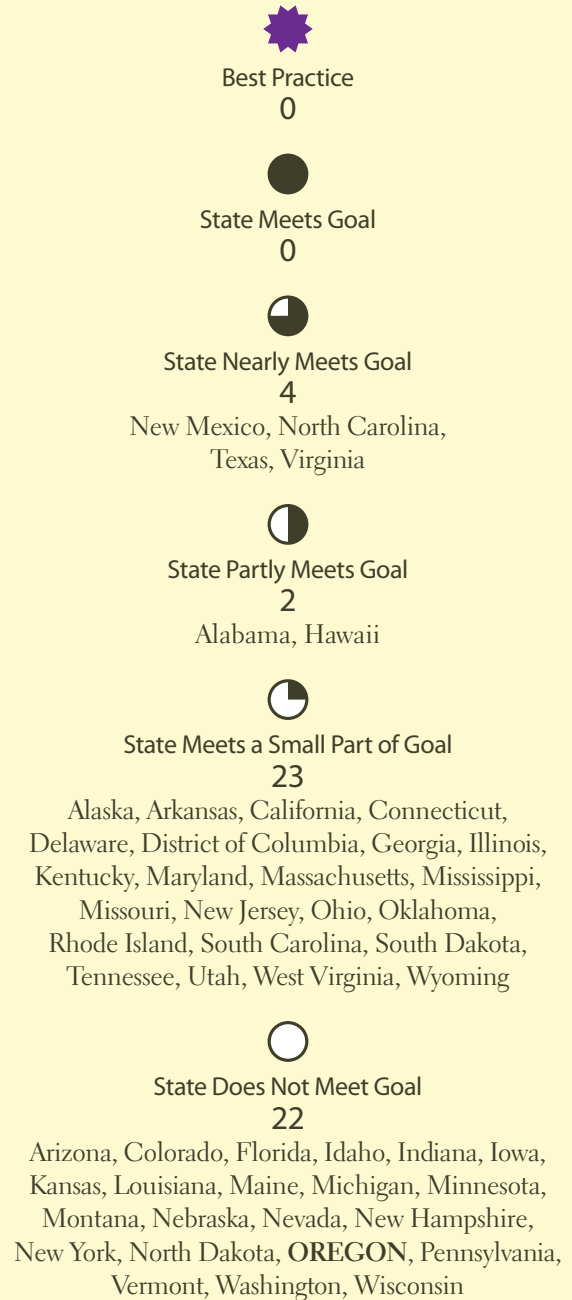 Best Practice
0
State Meets Goal
0
State Nearly Meets Goal
4
New Mexico, North Carolina,
Texas, Virginia
State Partly Meets Goal
2
Alabama, Hawaii
State Meets a Small Part of Goal
23
Alaska, Arkansas, California, Connecticut,
Delaware, District of Columbia, Georgia, Illinois,
Kentucky, Maryland, Massachusetts, Mississippi,
Missouri, New Jersey, Ohio, Oklahoma,
Rhode Island, South Carolina, South Dakota,
Tennessee, Utah, West Virginia, Wyoming
State Does Not Meet Goal
22
Arizona, Colorado, Florida, Idaho, Indiana, Iowa,
Kansas, Louisiana, Maine, Michigan, Minnesota,
Montana, Nebraska, Nevada, New Hampshire,
New York, North Dakota, OREGON, Pennsylvania,
Vermont, Washington, Wisconsin